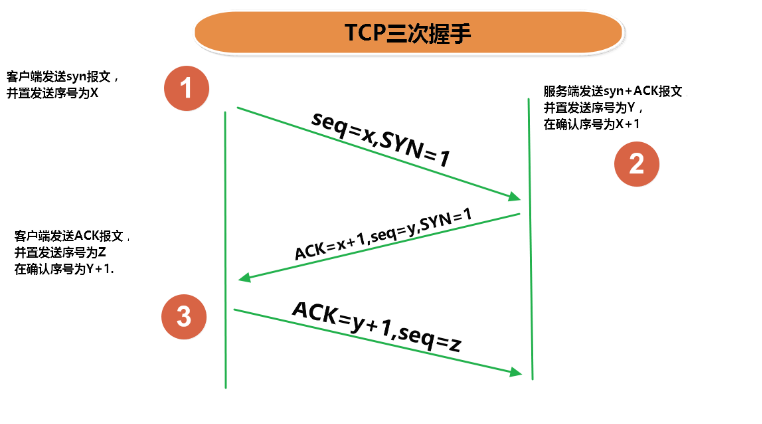 TCP三次握手
客户端发送syn报文，
并置发送序号为X
1
服务端发送syn+ACK报文
并置发送序号为Y，
在确认序号为X+1
2
seq=x,SYN=1
ACK=x+1,seq=y,SYN=1
客户端发送ACK报文，
并置发送序号为Z
在确认序号为Y+1.
3
ACK=y+1,seq=z